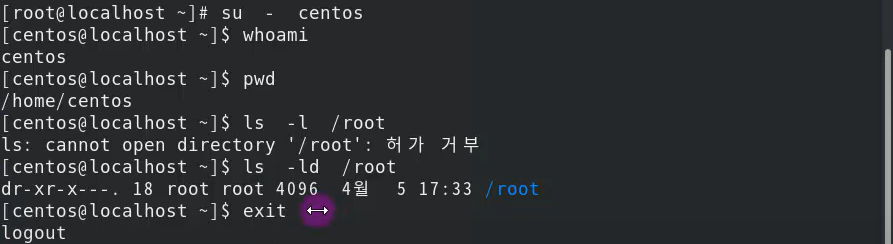 [root@localhost ~]# su  -  centos
[centos@localhost ~]$ whoami
centos
[centos@localhost ~]$ pwd
/home/centos
[centos@localhost ~]$ ls  -l  /root
ls: cannot open directory '/root': 허가 거부
[centos@localhost ~]$ ls  -ld  /root
dr-xr-x---. 18 root root 4096  4월   5 17:33 /root
[centos@localhost ~]$ exit
logout